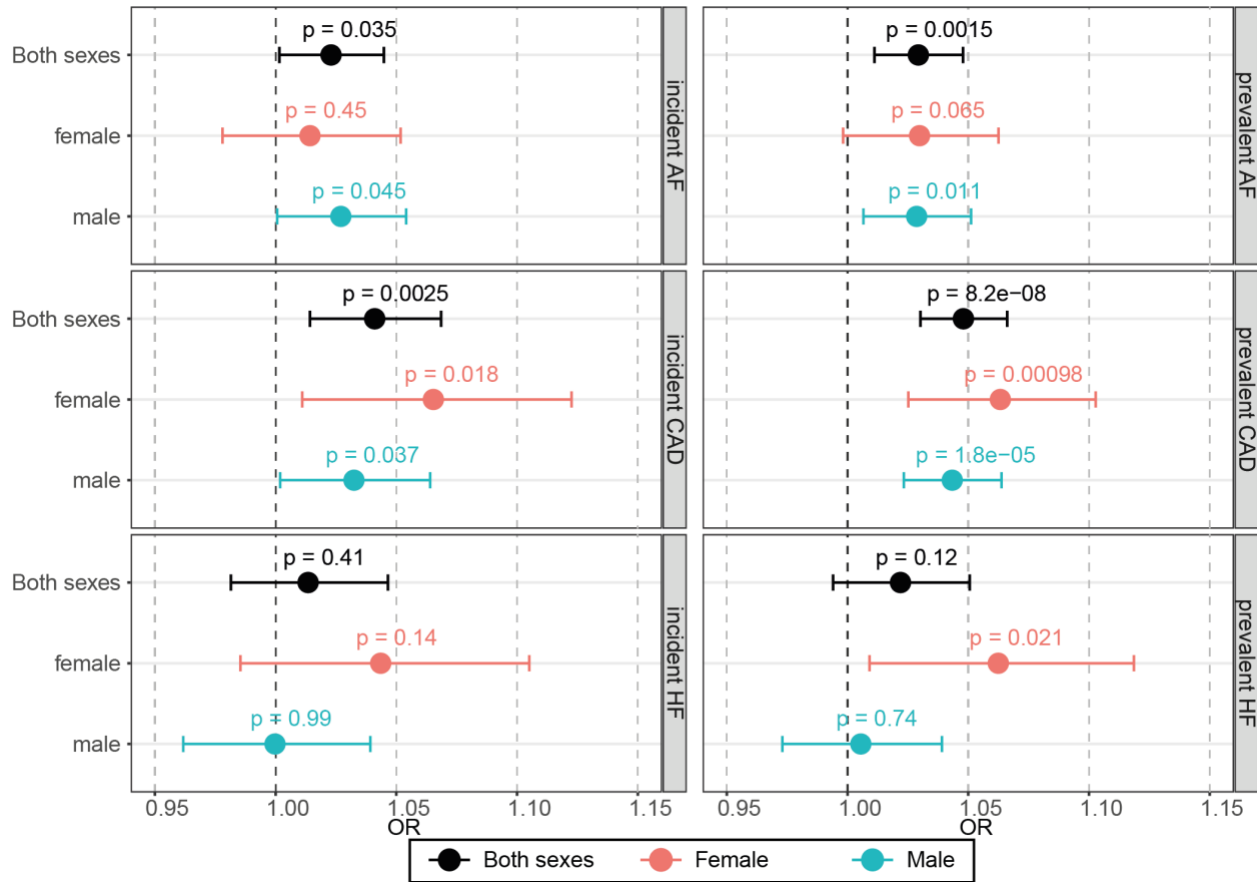 p = 0.035
Both sexes
p = 0.45
female
p = 0.045
male
incident AF
p = 0.0015
p = 0.065
p = 0.011
prevalent AF
p = 0.0025
Both sexes
p = 0.018
female
p = 0.037
male
incident CAD
p = 8.2e−08
p = 0.00098
p = 1.8e−05
prevalent CAD
p = 0.41
Both sexes
p = 0.14
female
p = 0.99
male
incident HF
p = 0.12
p = 0.021
p = 0.74
prevalent HF
0.95 1.00 1.05 1.10 1.15
OR
0.95 1.00 1.05 1.10 1.15
OR
Both sexes Female Male